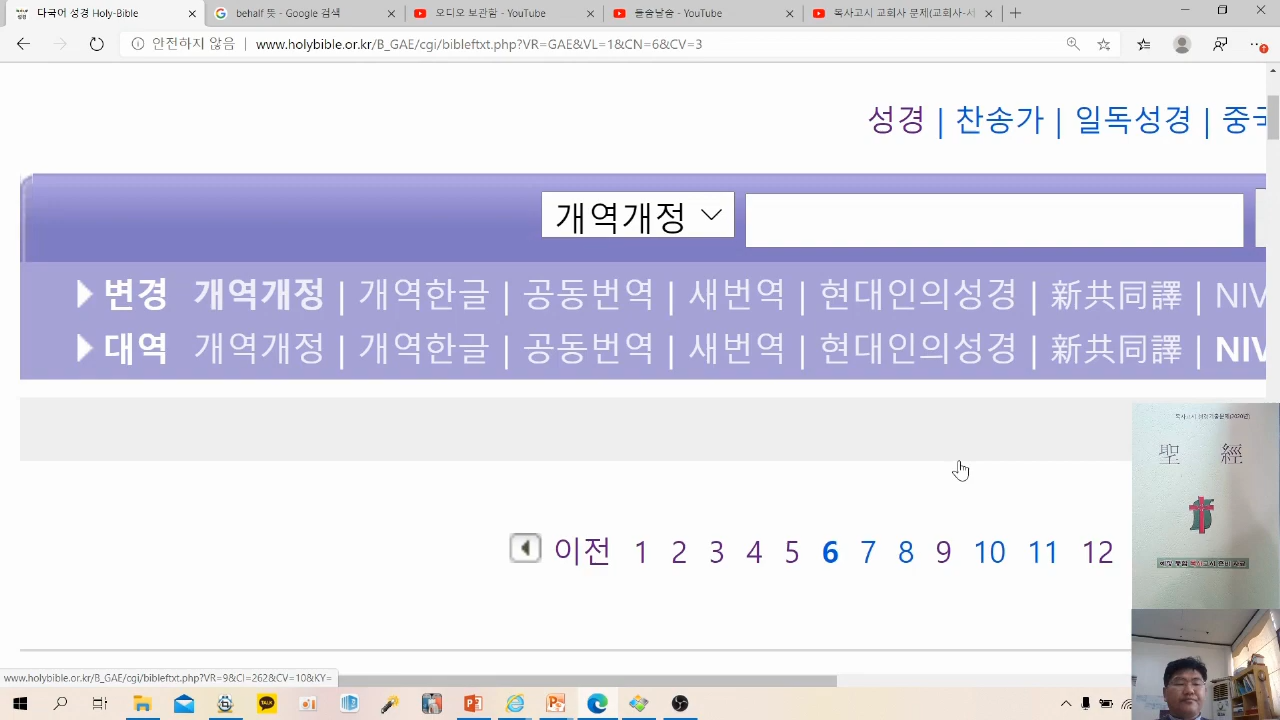 다국어 성경 Holy-Bible
behalf 뜻 - Google 검색
오디오 보관함 - YouTube
들숨날숨 - YouTube
목사고시 교회사 문제(교회사-서
안전하지 않음 | www.holybible.or.kr/B_GAE/cgi/bibleftxt.php?VR=GAE&VL=1&CN=6&CV=3
성경 | 찬송가 | 일독성경 | 중국
개역개정
▶ 변경 개역개정 | 개역한글 | 공동번역 | 새번역 | 현대인의성경 | 新共同譯 | NIV
▶ 대역 개역개정 | 개역한글 | 공동번역 | 새번역 | 현대인의성경 | 新共同譯 | NIV
聖 經
이전 1 2 3 4 5 6 7 8 9 10 11 12
www.holybible.or.kr/B_GAE/cgi/bibleftxt.php?VR=9&CI=262&CV=10&KY=